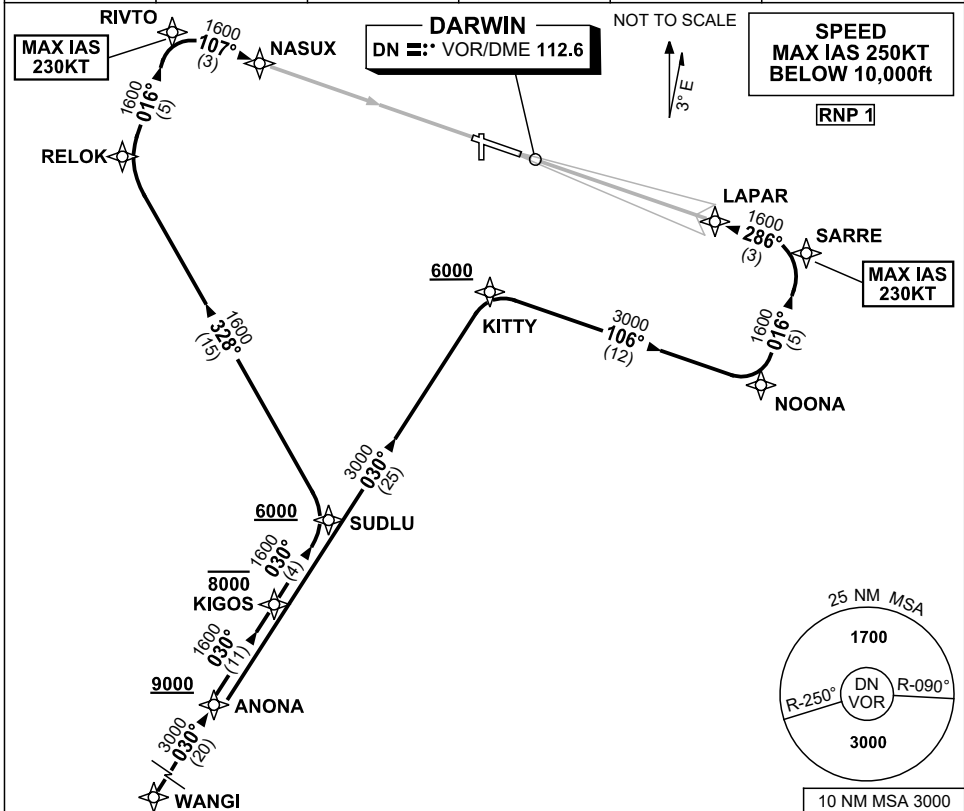 RIVTO
MAX IAS
230KT
1600
107°
(3)
NASUX
DARWIN
DN VOR/DME 112.6
NOT TO SCALE
3° E
SPEED
MAX IAS 250KT
BELOW 10,000ft
RNP 1
1600
016°
(5)
RELOK
LAPAR
1600
286°
(3)
SARRE
MAX IAS
230KT
6000
KITTY
3000
106°
(12)
1600
016°
(5)
NOONA
1600
328°
(15)
3000
030°
(25)
6000
SUDLU
1600
030°
(4)
8000
KIGOS
1600
030°
(11)
9000
ANONA
3000
030°
(20)
N
WANGI
25 NM MSA
1700
R-250°
DN
VOR
R-090°
3000
10 NM MSA 3000